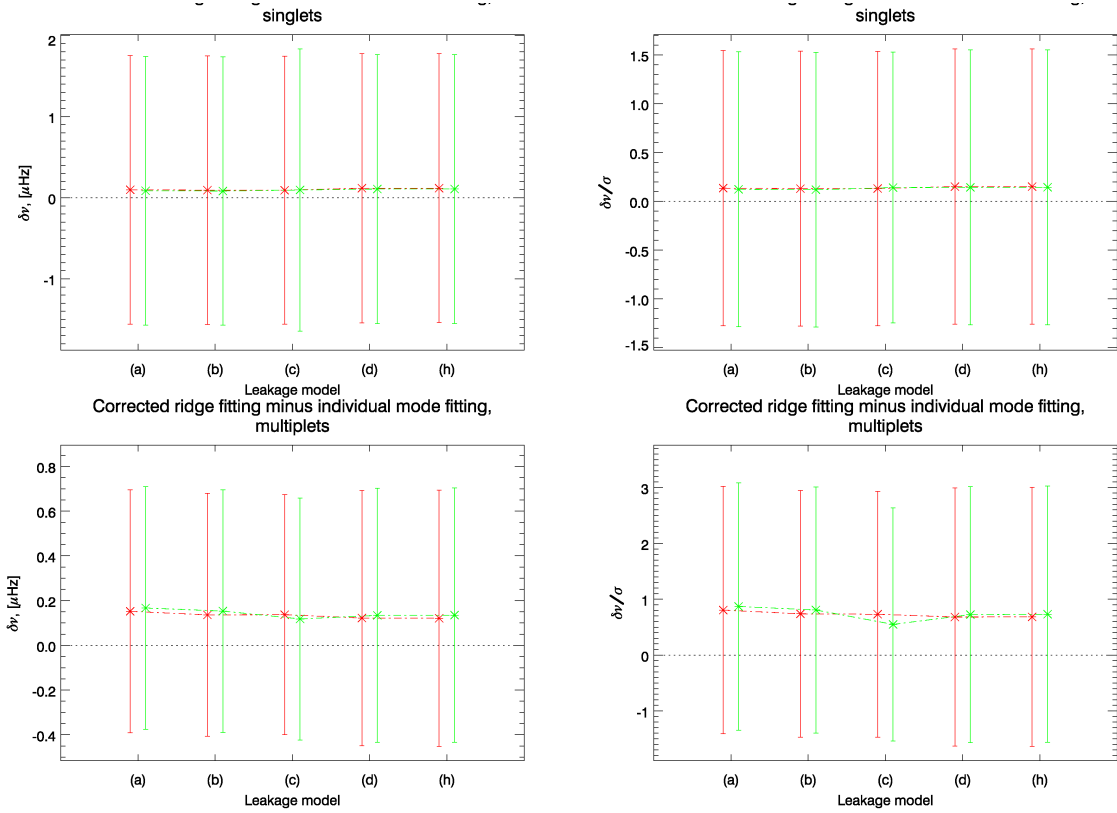 singlets
singlets
2
1
0
-1
δν, [μHz]
(a) (b) (c) (d) (h)
Leakage model
1.5
1.0
0.5
0.0
-0.5
-1.0
-1.5
δν/σ
(a) (b) (c) (d) (h)
Leakage model
Corrected ridge fitting minus individual mode fitting,
multiplets
0.8
0.6
0.4
0.2
0.0
-0.2
-0.4
δν, [μHz]
(a) (b) (c) (d) (h)
Leakage model
Corrected ridge fitting minus individual mode fitting,
multiplets
3
2
1
0
-1
δν/σ
(a) (b) (c) (d) (h)
Leakage model